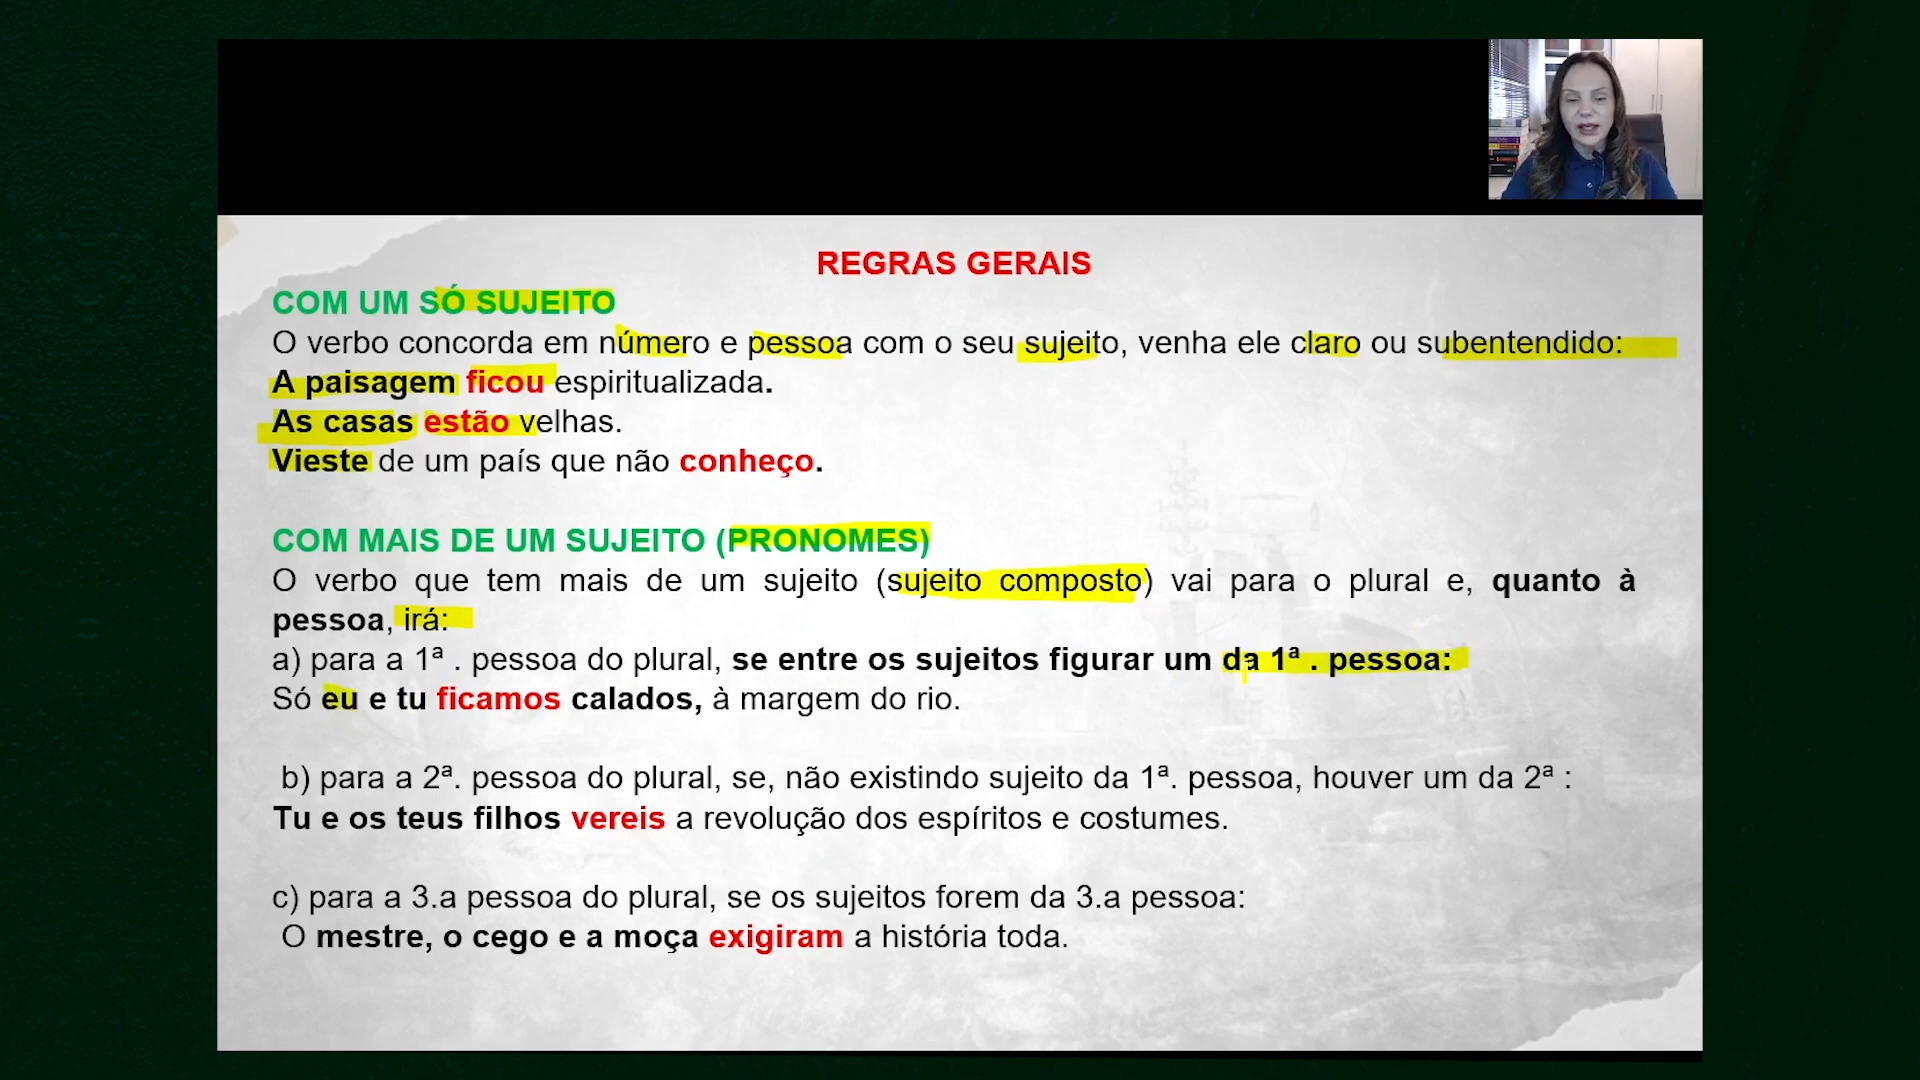 REGRAS GERAIS
COM UM SÓ SUJEITO
O verbo concorda em número e pessoa com o seu sujeito, venha ele claro ou subentendido:
A paisagem ficou espiritualizada.
As casas estão velhas.
Vieste de um país que não conheço.
COM MAIS DE UM SUJEITO (PRONOMES)
O verbo que tem mais de um sujeito (sujeito composto) vai para o plural e, quanto à
pessoa, irá:
a) para a 1ª . pessoa do plural, se entre os sujeitos figurar um da 1ª . pessoa:
Só eu e tu ficamos calados, à margem do rio.
b) para a 2ª. pessoa do plural, se, não existindo sujeito da 1ª. pessoa, houver um da 2ª :
Tu e os teus filhos vereis a revolução dos espíritos e costumes.
c) para a 3.a pessoa do plural, se os sujeitos forem da 3.a pessoa:
O mestre, o cego e a moça exigiram a história toda.